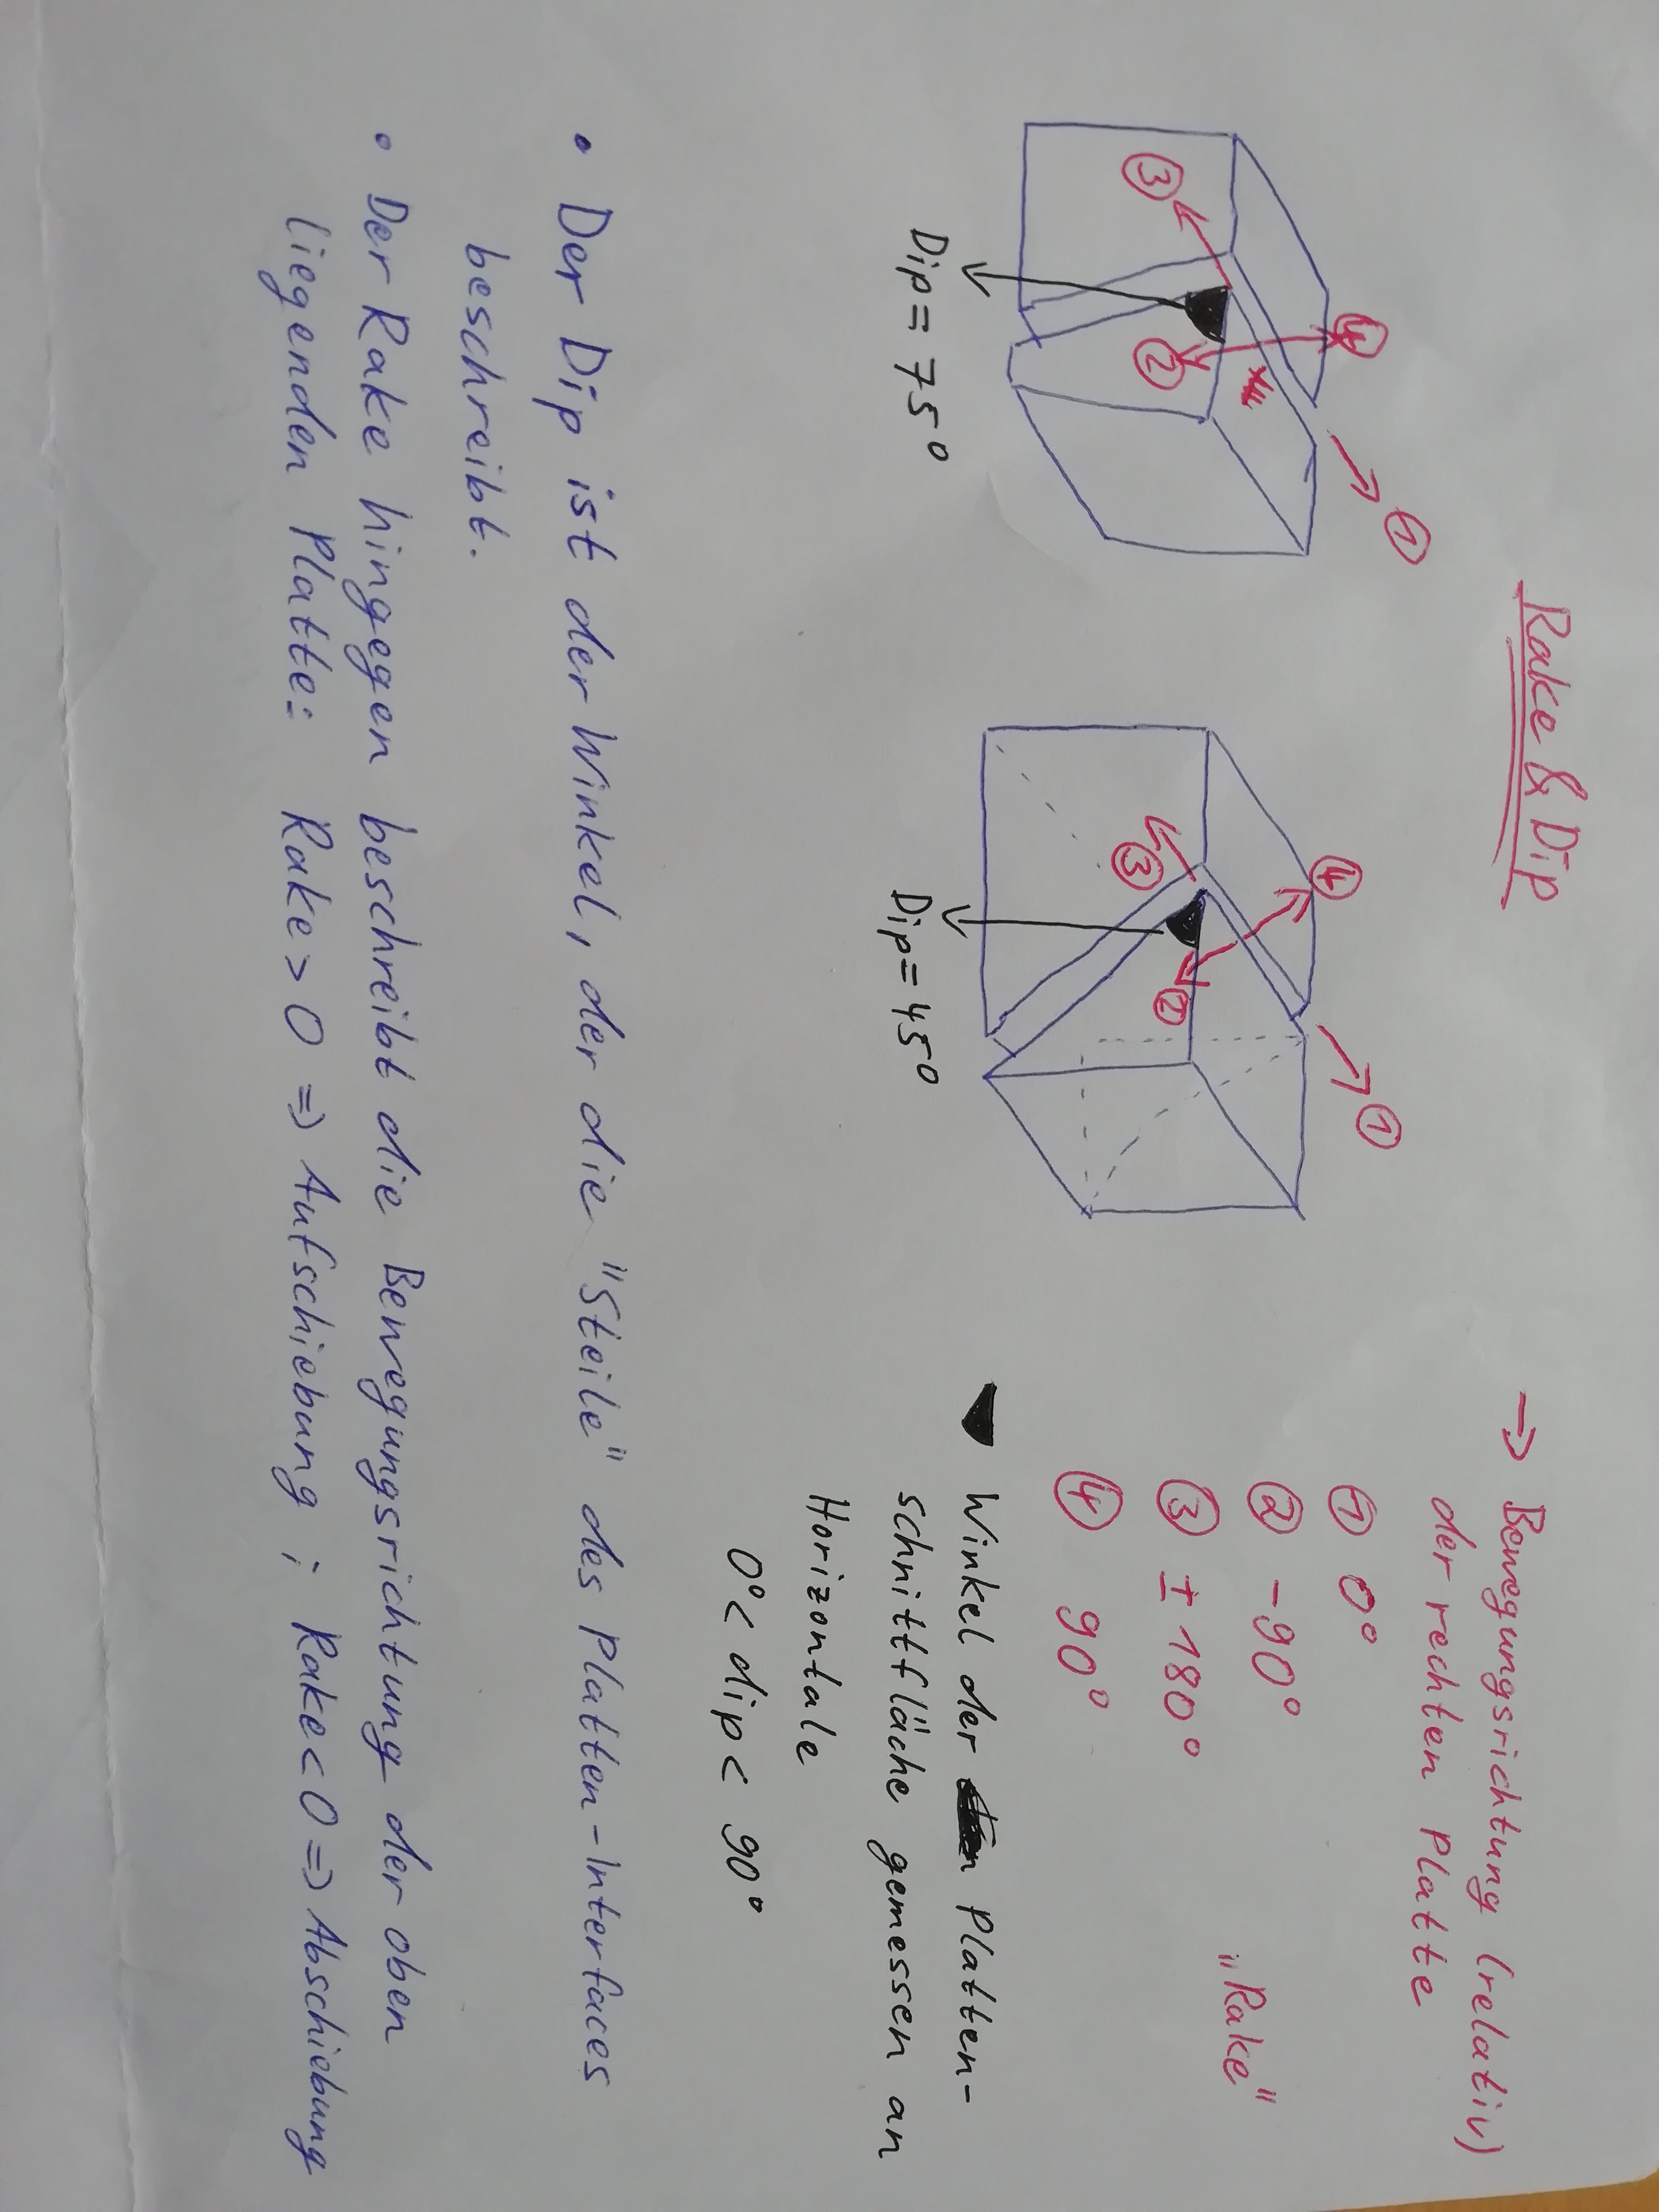 Rake & Dip
→ Bewegungsrichtung (relativ)
der rechten Platte
① 0°
② -90°
③ ± 180°
④ 90°
„Rake"
Winkel der Platten-
schnittfläche gemessen an
Horizontale
0° < dip < 90°
④ ①
③ ②
Dip = 75°
④ ①
③ ②
Dip = 45°
• Der Dip ist der Winkel, der die "Steile" des Platten-Interfaces
beschreibt.
• Der Rake hingegen beschreibt die Bewegungsrichtung der oben
liegenden Platte: Rake > 0 => Aufschiebung ; Rake < 0 => Abschiebung